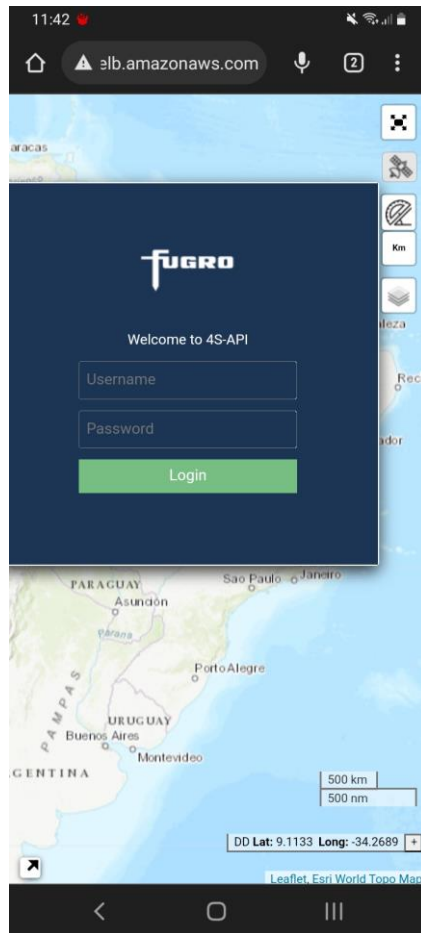 11:42
elb.amazonaws.com
2
aracas
Km
leza
Rec
ador
FUGRO
Welcome to 4S-API
Username
Password
Login
PARAGUAY
Asunción
Sao Paulo
Janeiro
Parana
PAMPAS
Porto Alegre
URUGUAY
Buenos Aires
Montevideo
GENTINA
500 km
500 nm
DD Lat: 9.1133 Long: -34.2689 +
Leaflet, Esri World Topo Map